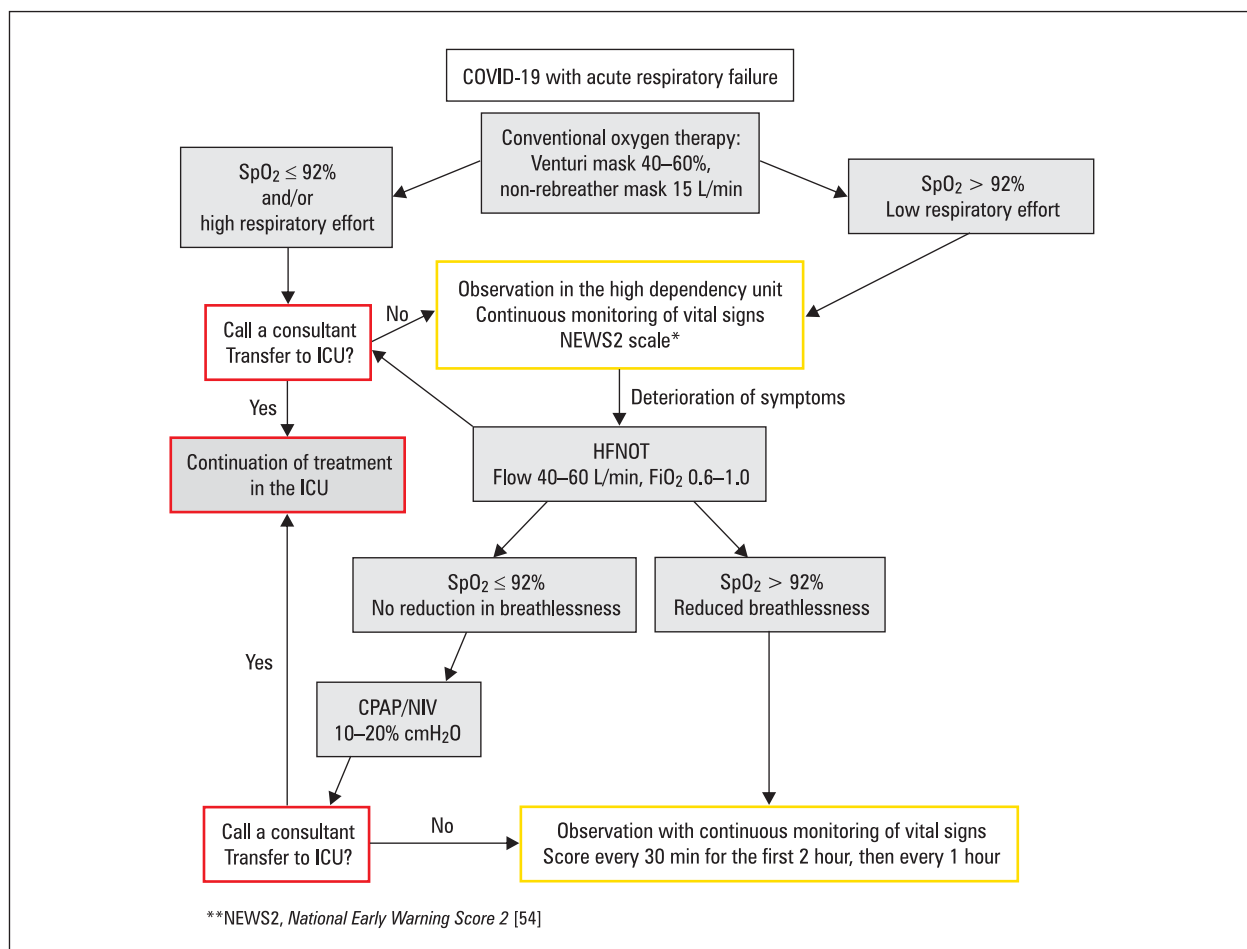 COVID-19 with acute respiratory failure
Conventional oxygen therapy:
Venturi mask 40–60%,
non-rebreather mask 15 L/min
SpO₂ ≤ 92%
and/or
high respiratory effort
SpO₂ > 92%
Low respiratory effort
Observation in the high dependency unit
Continuous monitoring of vital signs
NEWS2 scale*
No
Call a consultant
Transfer to ICU?
Yes
Deterioration of symptoms
Continuation of treatment
in the ICU
HFNOT
Flow 40–60 L/min, FiO₂ 0.6–1.0
SpO₂ ≤ 92%
No reduction in breathlessness
SpO₂ > 92%
Reduced breathlessness
Yes
CPAP/NIV
10–20% cmH₂O
Call a consultant
Transfer to ICU?
No
Observation with continuous monitoring of vital signs
Score every 30 min for the first 2 hour, then every 1 hour
**NEWS2, National Early Warning Score 2 [54]